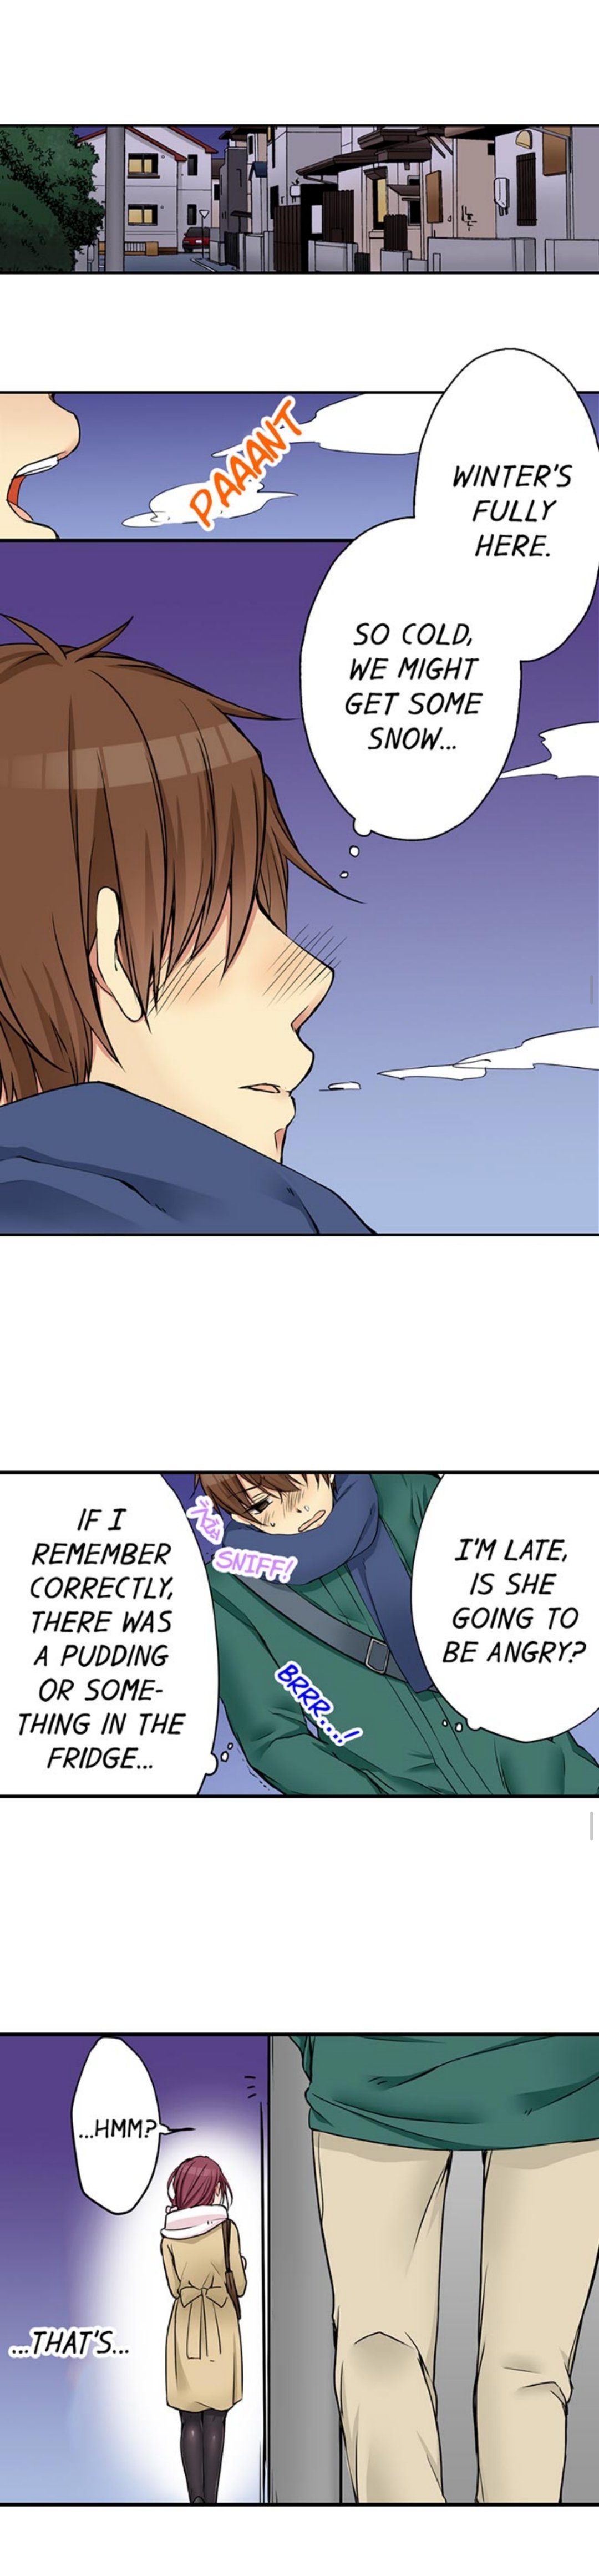 PAAANT
WINTER'S
FULLY
HERE.
SO COLD,
WE MIGHT
GET SOME
SNOW...
I'M LATE,
IS SHE
GOING TO
BE ANGRY?
SNIFF!
BRRR...!
IF I
REMEMBER
CORRECTLY,
THERE WAS
A PUDDING
OR SOME-
THING IN THE
FRIDGE...
...HMM?
...THAT'S...